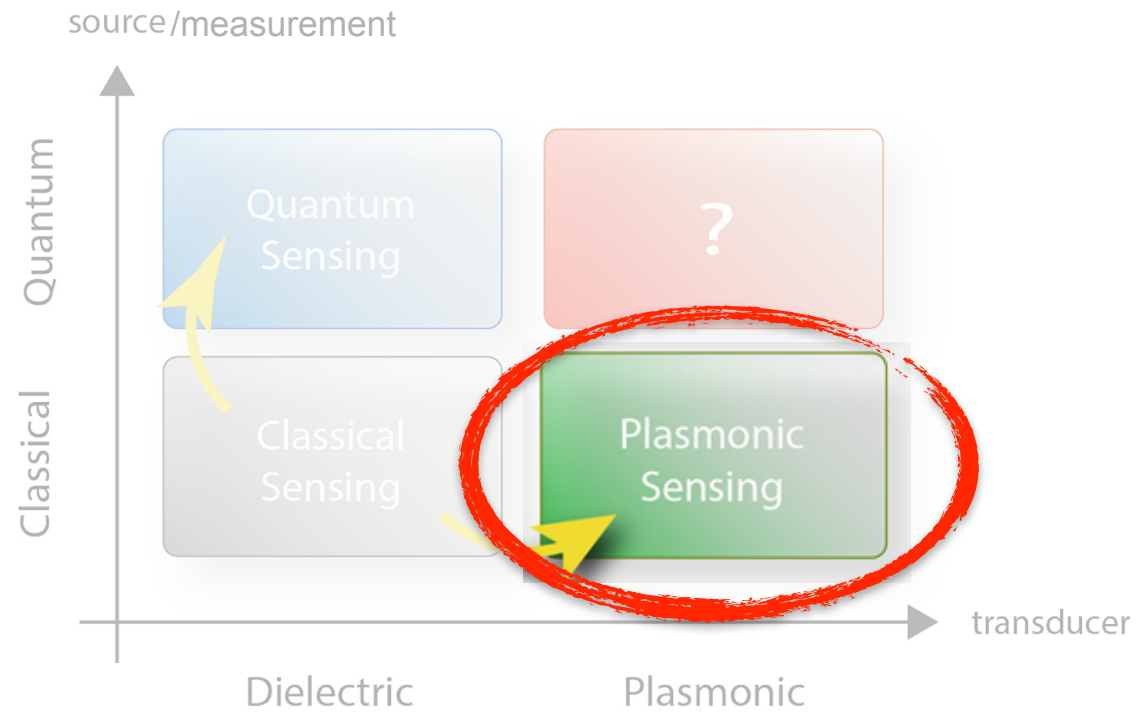 source/measurement
Quantum
Quantum
Sensing
?
Classical
Classical
Sensing
Plasmonic
Sensing
transducer
Dielectric
Plasmonic